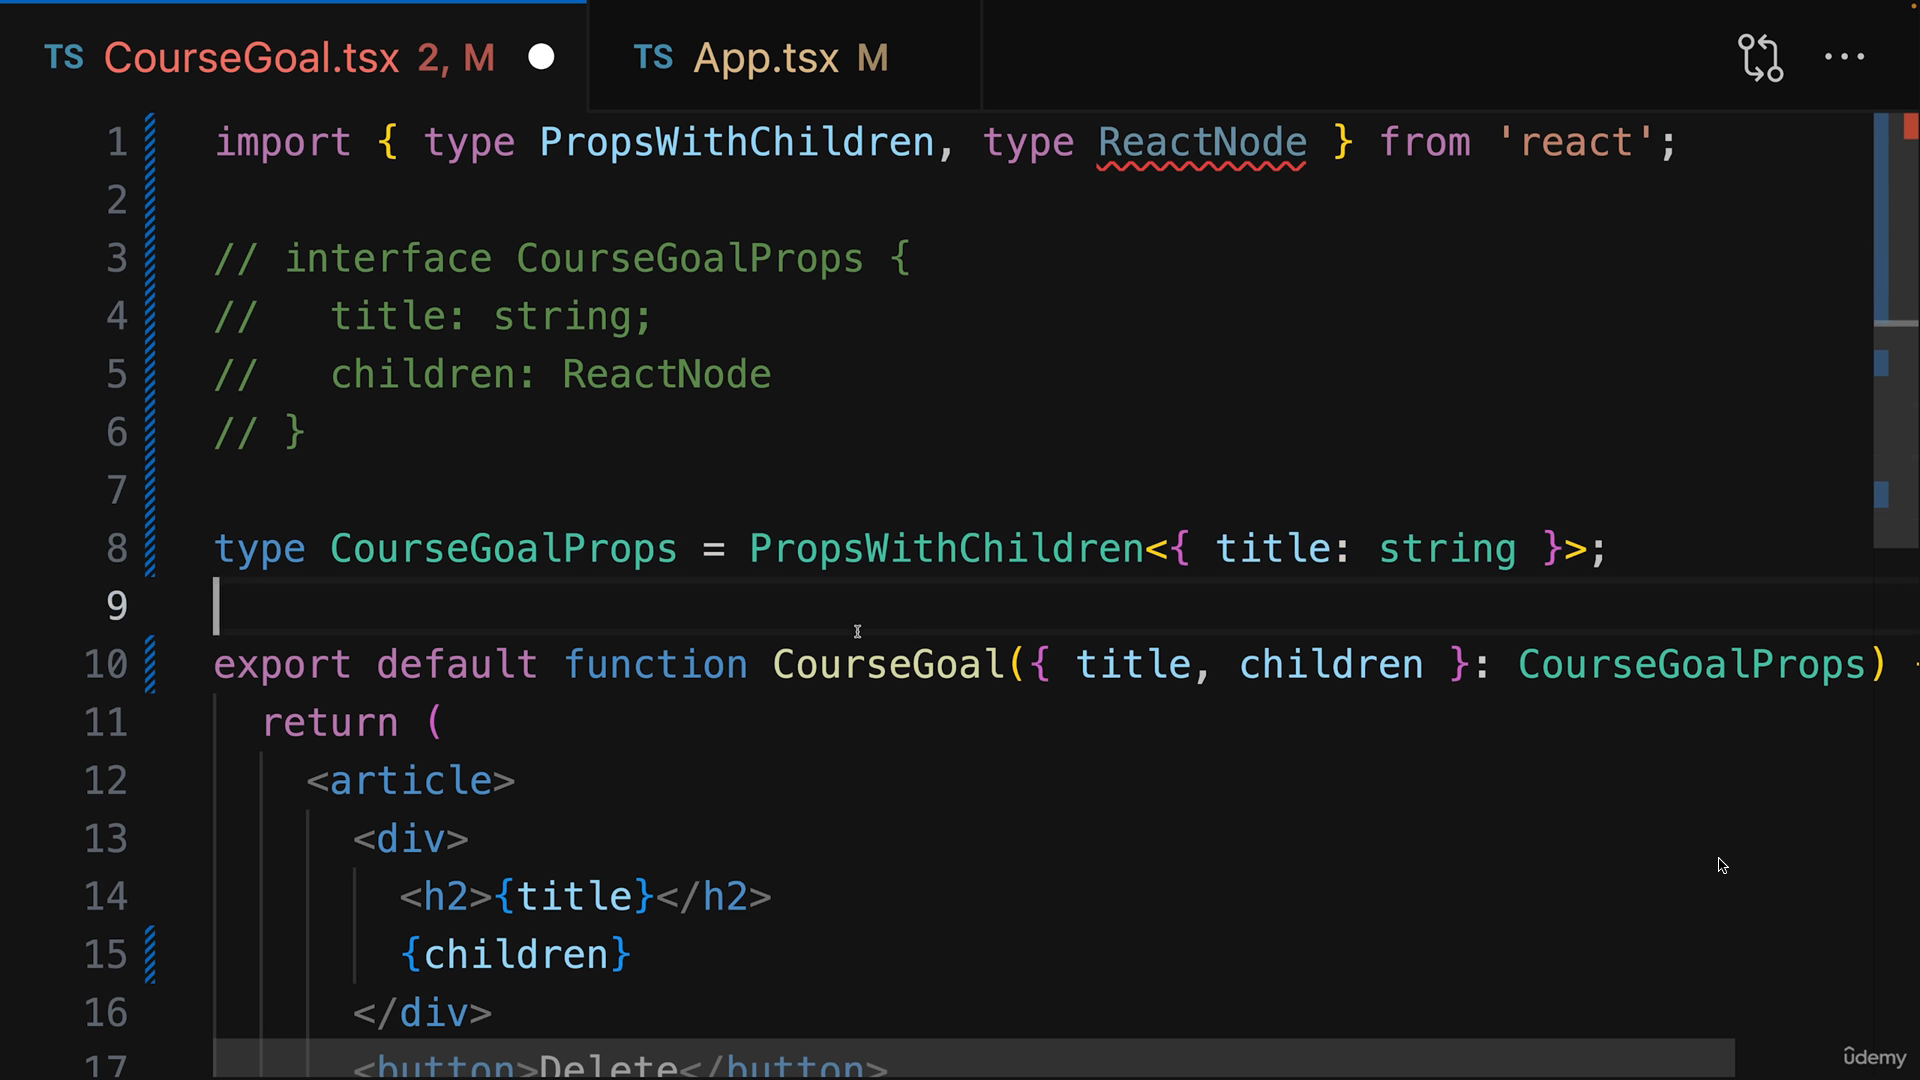 TS CourseGoal.tsx 2, M
TS App.tsx M
1 import { type PropsWithChildren, type ReactNode } from 'react';
2
3 // interface CourseGoalProps {
4 //   title: string;
5 //   children: ReactNode
6 // }
7
8 type CourseGoalProps = PropsWithChildren<{ title: string }>;
9
10 export default function CourseGoal({ title, children }: CourseGoalProps)
11   return (
12     <article>
13       <div>
14         <h2>{title}</h2>
15         {children}
16       </div>
17       <button>Delete</button>
ûdemy